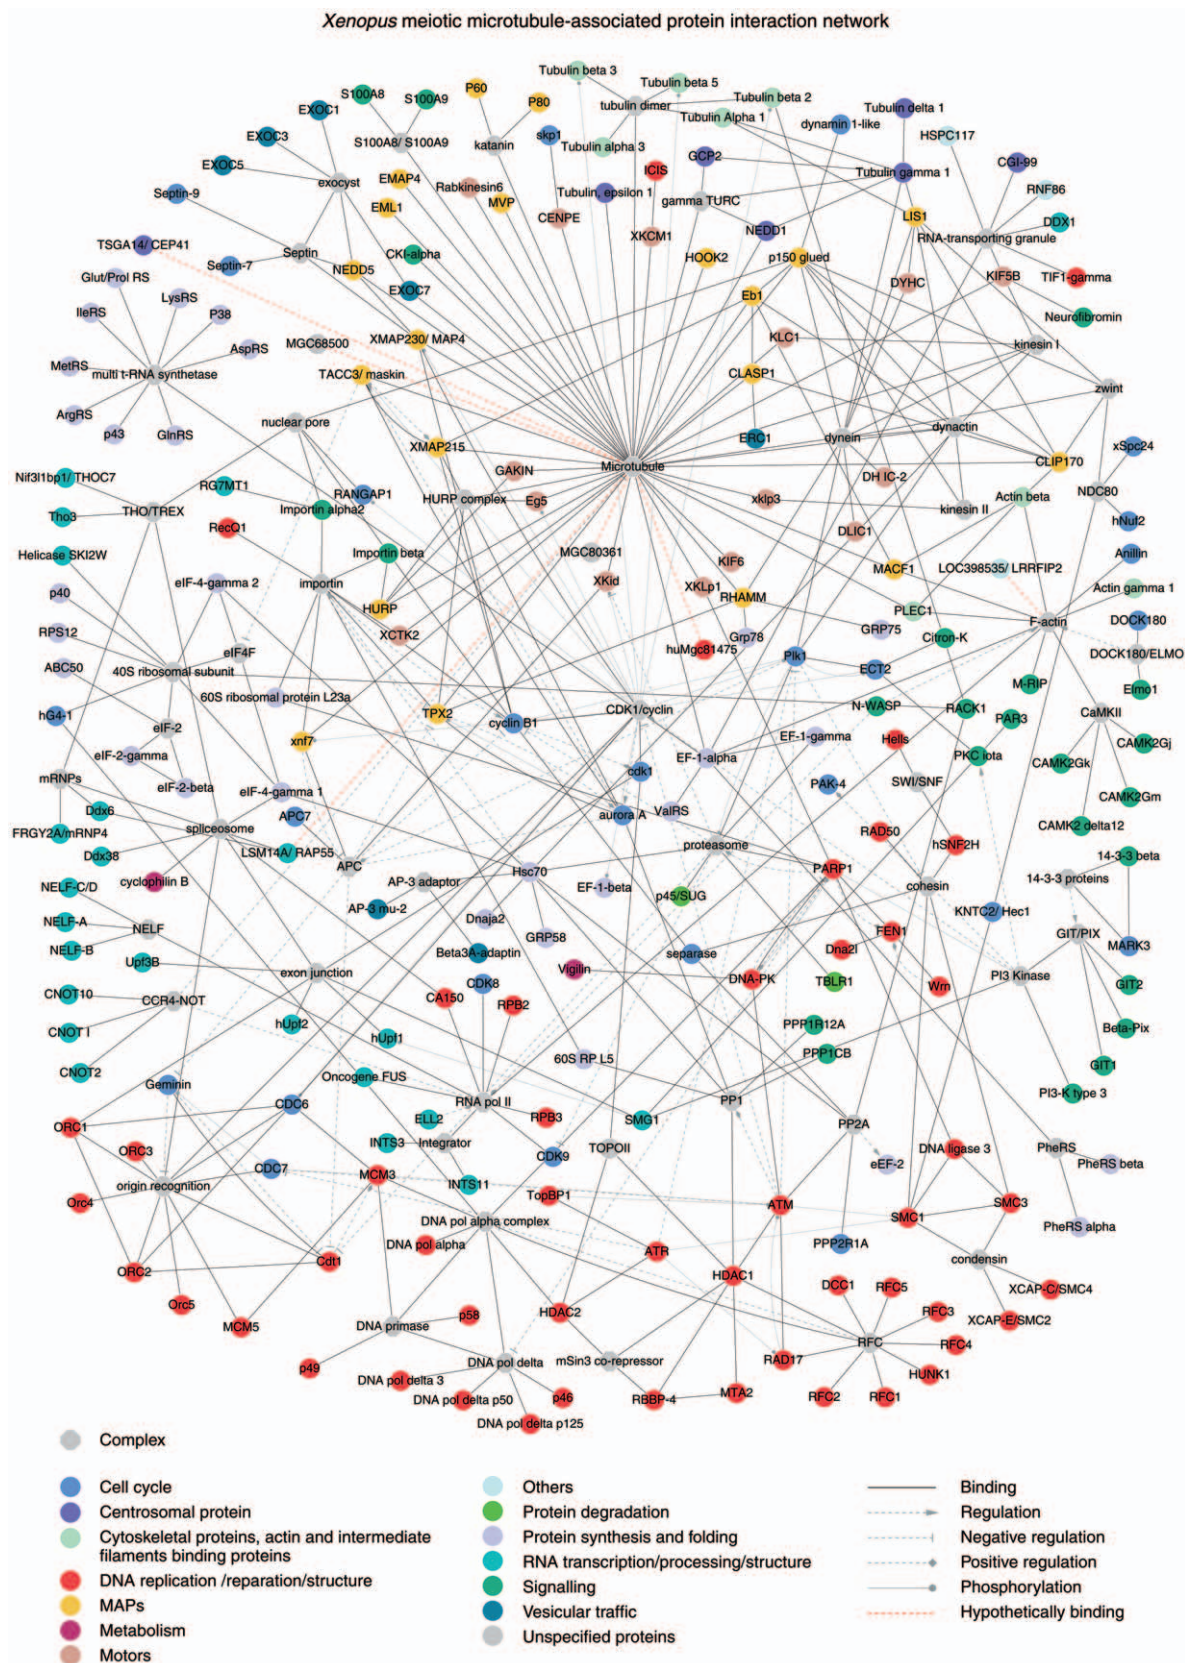 Xenopus meiotic microtubule-associated protein interaction network
Tubulin beta 3
Tubulin beta 5
P60
S100A8
S100A9
tubulin dimer
Tubulin beta 2
EXOC1
P80
Tubulin Alpha 1
Tubulin delta 1
EXOC3
S100A8/ S100A9
katanin
skp1
Tubulin alpha 3
dynamin 1-like
HSPC117
EXOC5
exocyst
EMAP4
Rabkinesin6
ICIS
GCP2
Tubulin gamma 1
CGI-99
Septin-9
EML1
MVP
Tubulin, epsilon 1
gamma TURC
RNF86
CENPE
XKCM1
NEDD1
LIS1
DDX1
TSGA14/ CEP41
Septin
CKI-alpha
HOOK2
p150 glued
RNA-transporting granule
Septin-7
NEDD5
DYHC
KIF5B
TIF1-gamma
Glut/Prol RS
EXOC7
Eb1
LysRS
Neurofibromin
IleRS
P38
MGC68500
XMAP230/ MAP4
KLC1
kinesin I
AspRS
MetRS
multi t-RNA synthetase
TACC3/ maskin
CLASP1
zwint
ArgRS
p43
GlnRS
nuclear pore
XMAP215
ERC1
dynein
dynactin
xSpc24
Microtubule
CLIP170
Nif3l1bp1/ THOC7
RG7MT1
RANGAP1
GAKIN
DH IC-2
NDC80
HURP complex
Eg5
xklp3
Actin beta
Tho3
THO/TREX
Importin alpha2
kinesin II
hNuf2
RecQ1
DLIC1
Helicase SKI2W
Importin beta
MGC80361
KIF6
Anillin
MACF1
LOC398535/ LRRFIP2
p40
eIF-4-gamma 2
importin
XKid
XKLp1
RHAMM
Actin gamma 1
HURP
PLEC1
RPS12
XCTK2
Grp78
GRP75
F-actin
DOCK180
huMgc81475
Citron-K
ABC50
eIF4F
Plk1
DOCK180/ELMO
40S ribosomal subunit
ECT2
M-RIP
Elmo1
60S ribosomal protein L23a
hG4-1
TPX2
cyclin B1
CDK1/cyclin
N-WASP
RACK1
PAR3
CaMKII
eIF-2
xnf7
EF-1-gamma
Hells
CAMK2Gj
eIF-2-gamma
EF-1-alpha
PKC iota
CAMK2Gk
mRNPs
eIF-2-beta
eIF-4-gamma 1
cdk1
PAK-4
SWI/SNF
CAMK2Gm
Ddx6
APC7
aurora A
ValRS
CAMK2 delta12
FRGY2A/mRNP4
spliceosome
RAD50
Ddx38
LSM14A/ RAP55
proteasome
hSNF2H
14-3-3 beta
APC
Hsc70
PARP1
NELF-C/D
cyclophilin B
AP-3 adaptor
EF-1-beta
p45/SUG
cohesin
14-3-3 proteins
NELF-A
AP-3 mu-2
Dnaja2
KNTC2/ Hec1
NELF
FEN1
GIT/PIX
NELF-B
GRP58
Dna2l
MARK3
Upf3B
Beta3A-adaptin
separase
Vigilin
exon junction
DNA-PK
TBLR1
PI3 Kinase
GIT2
CNOT10
CDK8
Wrn
CCR4-NOT
CA150
RPB2
CNOT1
hUpf2
PPP1R12A
Beta-Pix
hUpf1
60S RP L5
PPP1CB
CNOT2
GIT1
Geminin
Oncogene FUS
PI3-K type 3
CDC6
RNA pol II
RPB3
SMG1
PP1
ORC1
ELL2
PP2A
INTS3
Integrator
TOPOII
DNA ligase 3
PheRS
ORC3
CDK9
eEF-2
PheRS beta
CDC7
MCM3
origin recognition
INTS11
TopBP1
Orc4
ATM
SMC1
SMC3
DNA pol alpha complex
PheRS alpha
DNA pol alpha
ATR
PPP2R1A
Cdt1
condensin
ORC2
HDAC1
DCC1
RFC5
XCAP-C/SMC4
Orc5
HDAC2
RFC3
MCM5
p58
XCAP-E/SMC2
DNA primase
RFC
RFC4
p49
DNA pol delta
mSin3 co-repressor
RAD17
HUNK1
DNA pol delta 3
p46
RBBP-4
MTA2
RFC2
RFC1
DNA pol delta p50
DNA pol delta p125
Complex
Cell cycle
Centrosomal protein
Cytoskeletal proteins, actin and intermediate
filaments binding proteins
DNA replication /reparation/structure
MAPs
Metabolism
Motors
Others
Protein degradation
Protein synthesis and folding
RNA transcription/processing/structure
Signalling
Vesicular traffic
Unspecified proteins
Binding
Regulation
Negative regulation
Positive regulation
Phosphorylation
Hypothetically binding